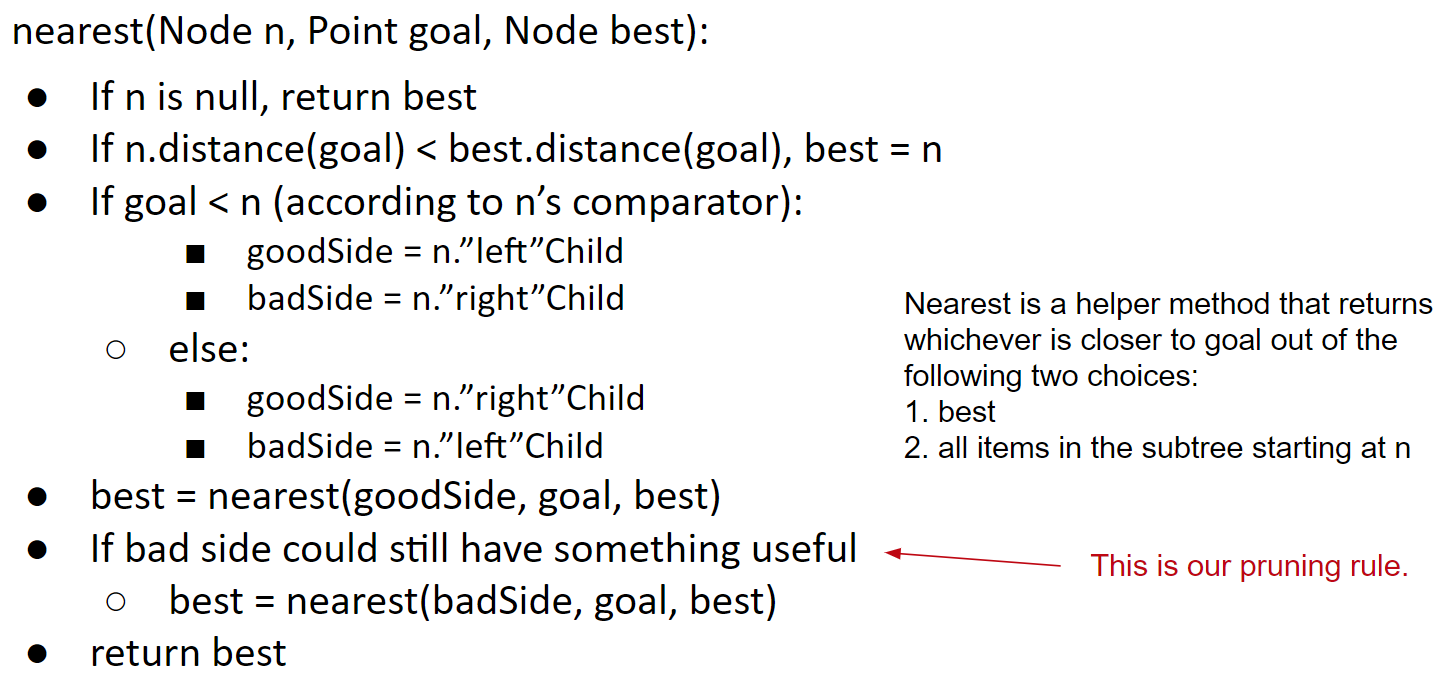 nearest(Node n, Point goal, Node best):
● If n is null, return best
● If n.distance(goal) < best.distance(goal), best = n
● If goal < n (according to n’s comparator):
■ goodSide = n.”left”Child
■ badSide = n.”right”Child
○ else:
■ goodSide = n.”right”Child
■ badSide = n.”left”Child
● best = nearest(goodSide, goal, best)
● If bad side could still have something useful
○ best = nearest(badSide, goal, best)
● return best
Nearest is a helper method that returns
whichever is closer to goal out of the
following two choices:
1. best
2. all items in the subtree starting at n
This is our pruning rule.